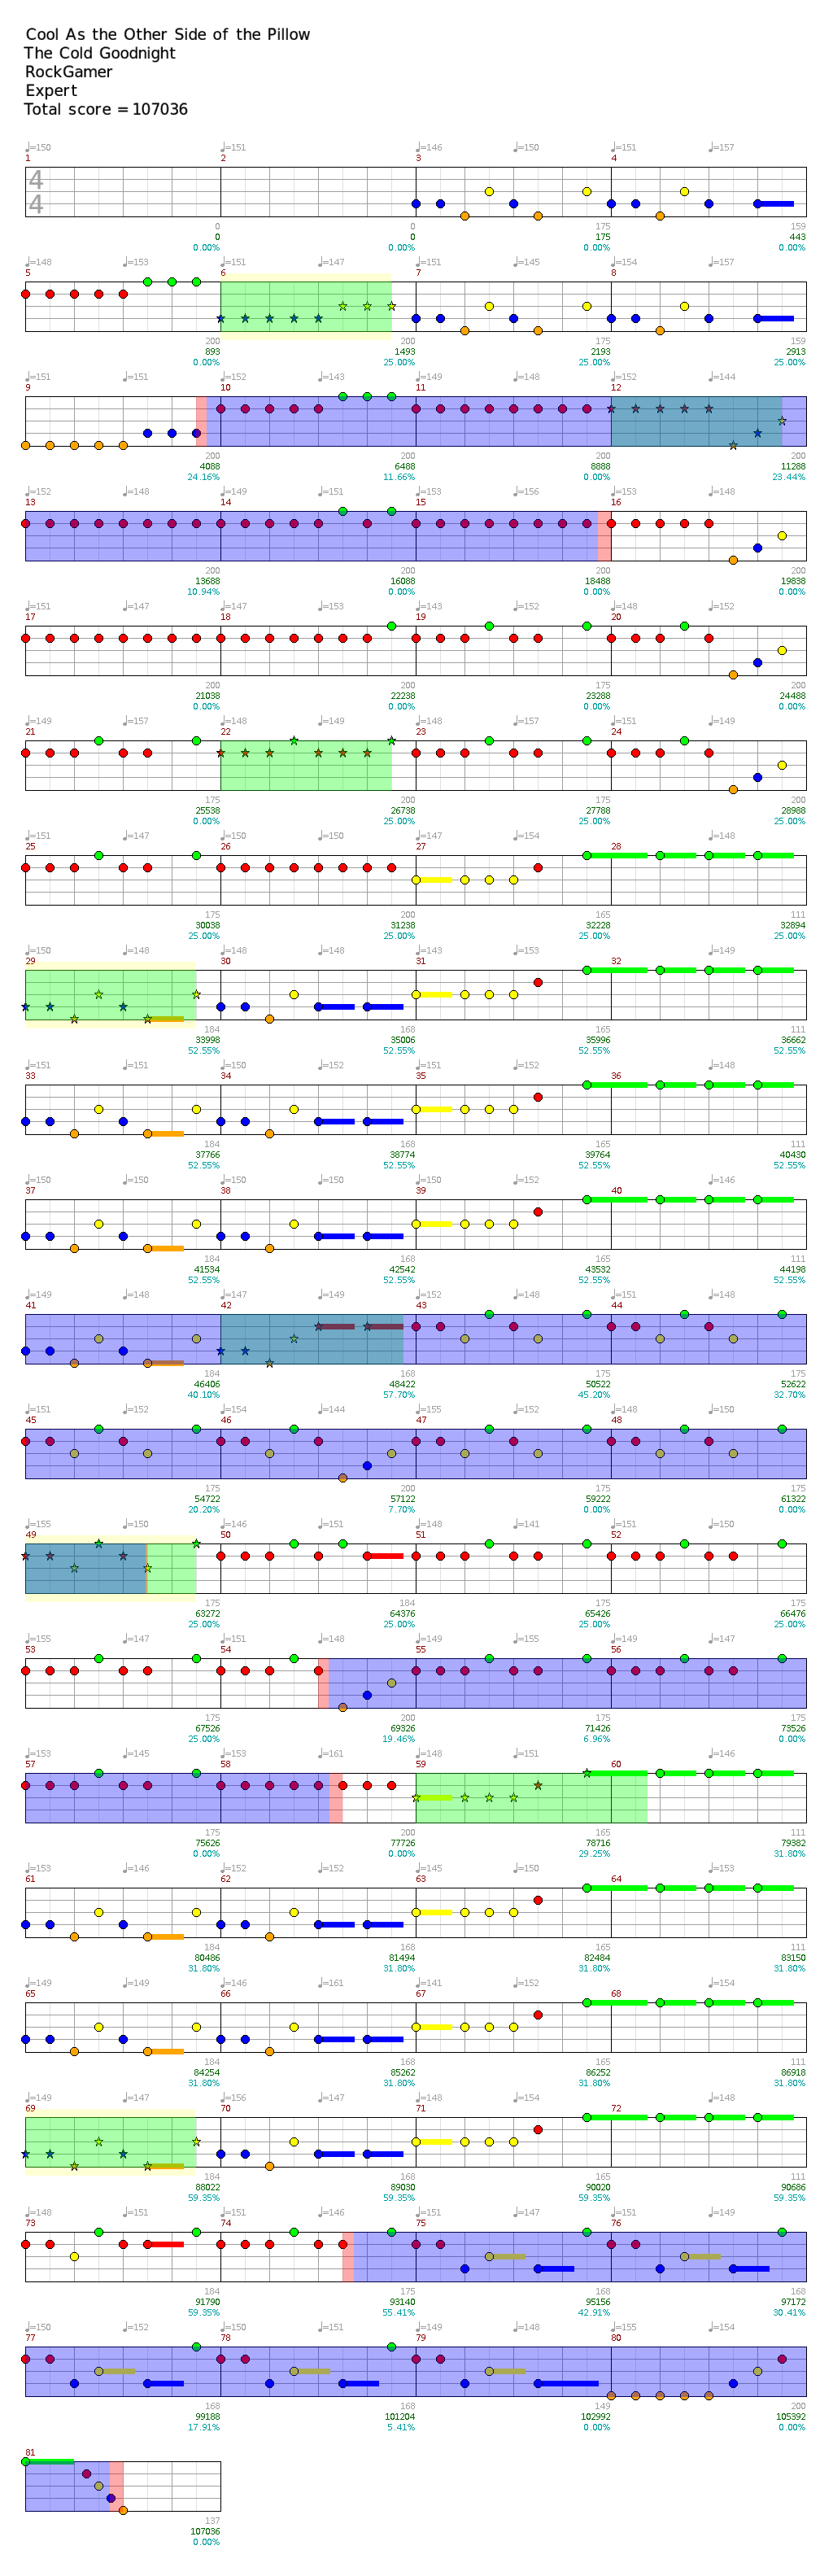 Cool As the Other Side of the Pillow
The Cold Goodnight
RockGamer
Expert
Total score = 107036
♩=150 ♩=151 ♩=146 ♩=150 ♩=151 ♩=157
1 2 3 4
4
4
0 0 175 159
0 0 175 443
0.00% 0.00% 0.00% 0.00%
♩=148 ♩=153 ♩=151 ♩=147 ♩=151 ♩=145 ♩=154 ♩=151
5 6 7 8
200 200 175 159
893 1493 2193 2913
0.00% 25.00% 25.00% 25.00%
♩=151 ♩=151 ♩=152 ♩=143 ♩=149 ♩=148 ♩=152 ♩=144
9 10 11 12
200 200 200 200
4088 6488 8888 11288
24.16% 11.66% 0.00% 23.44%
♩=152 ♩=148 ♩=149 ♩=151 ♩=153 ♩=156 ♩=153 ♩=148
13 14 15 16
200 200 200 200
13688 16088 18488 19838
10.94% 0.00% 0.00% 0.00%
♩=151 ♩=147 ♩=147 ♩=153 ♩=143 ♩=152 ♩=148 ♩=152
17 18 19 20
200 200 175 200
21038 22238 23288 24488
0.00% 0.00% 0.00% 0.00%
♩=149 ♩=157 ♩=148 ♩=149 ♩=148 ♩=149 ♩=151 ♩=149
21 22 23 24
175 200 175 200
25538 26738 27788 28988
0.00% 25.00% 25.00% 25.00%
♩=151 ♩=147 ♩=147 ♩=154 ♩=148
25 26 27 28
175 200 165 111
30038 31238 32228 32894
25.00% 25.00% 25.00% 25.00%
♩=150 ♩=148 ♩=148 ♩=148 ♩=143 ♩=153 ♩=149
29 30 31 32
184 168 165 111
33998 35006 35996 36662
52.55% 52.55% 52.55% 52.55%
♩=151 ♩=151 ♩=150 ♩=152 ♩=151 ♩=152 ♩=148
33 34 35 36
184 168 165 111
37766 38774 39764 40430
52.55% 52.55% 52.55% 52.55%
♩=150 ♩=150 ♩=150 ♩=150 ♩=150 ♩=152 ♩=146
37 38 39 40
184 168 165 111
41534 42542 43532 44198
52.55% 52.55% 52.55% 52.55%
♩=149 ♩=148 ♩=147 ♩=150 ♩=152 ♩=148 ♩=151 ♩=148
41 42 43 44
184 168 175 175
46406 48422 50522 52622
40.10% 57.70% 45.20% 32.70%
♩=151 ♩=152 ♩=154 ♩=144 ♩=147 ♩=152 ♩=148 ♩=150
45 46 47 48
175 200 175 175
54722 57122 59222 61322
20.20% 7.70% 0.00% 0.00%
♩=155 ♩=150 ♩=146 ♩=152 ♩=148 ♩=141 ♩=149 ♩=151
49 50 51 52
175 184 175 175
63272 64376 65426 66476
25.00% 25.00% 25.00% 25.00%
♩=155 ♩=147 ♩=151 ♩=148 ♩=149 ♩=155 ♩=156 ♩=147
53 54 55 56
175 200 175 175
67526 69326 71426 73526
25.00% 19.46% 6.96% 0.00%
♩=153 ♩=145 ♩=153 ♩=161 ♩=148 ♩=151 ♩=146
57 58 59 60
175 200 165 111
75626 77726 78716 79382
0.00% 0.00% 29.25% 31.80%
♩=153 ♩=146 ♩=152 ♩=152 ♩=145 ♩=150 ♩=153
61 62 63 64
184 168 165 111
80486 81494 82484 83150
31.80% 31.80% 31.80% 31.80%
♩=149 ♩=149 ♩=146 ♩=161 ♩=141 ♩=152 ♩=154
65 66 67 68
184 168 165 111
84254 85262 86252 86918
31.80% 31.80% 31.80% 31.80%
♩=149 ♩=147 ♩=156 ♩=147 ♩=151 ♩=154 ♩=148
69 70 71 72
184 168 165 111
88022 89030 90020 90686
59.35% 59.35% 59.35% 59.35%
♩=148 ♩=151 ♩=146 ♩=151 ♩=151 ♩=147 ♩=151 ♩=149
73 74 75 76
184 175 168 168
91790 93140 95156 97172
59.35% 55.41% 42.91% 30.41%
♩=150 ♩=152 ♩=150 ♩=151 ♩=147 ♩=148 ♩=155 ♩=154
77 78 79 80
168 168 149 200
99188 101204 102992 105392
17.91% 5.41% 0.00% 0.00%
81
137
107036
0.00%